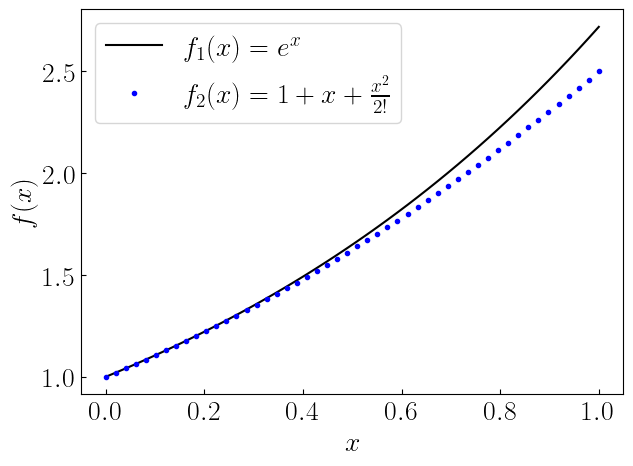 $f_1(x) = e^x$
$f_2(x) = 1 + x + \frac{x^2}{2!}$
2.5
2.0
1.5
1.0
$f(x)$
0.0 0.2 0.4 0.6 0.8 1.0
$x$